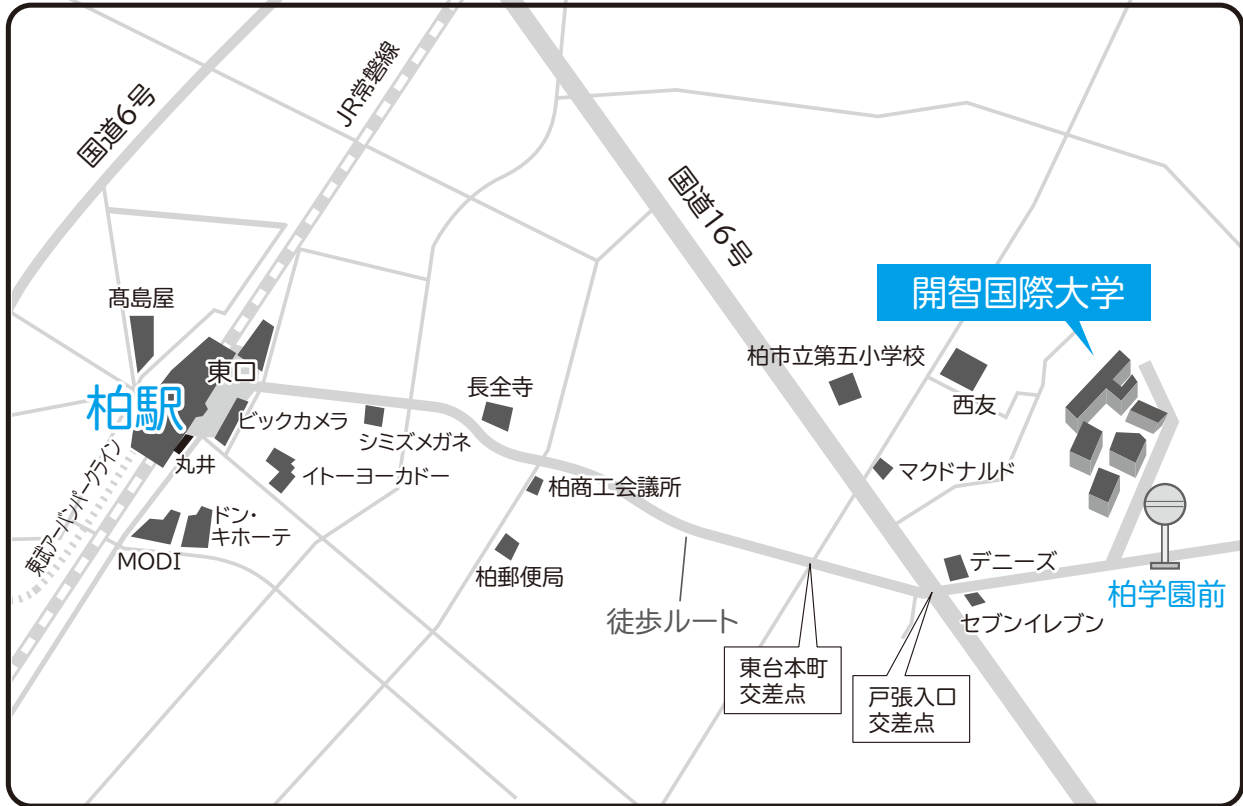 国道6号
JR常磐線
国道16号
開智国際大学
髙島屋
柏市立第五小学校
東口
長全寺
西友
柏駅
ビックカメラ
シミズメガネ
丸井
イトーヨーカドー
マクドナルド
柏商工会議所
東武アーバンパークライン
ドン・
キホーテ
MODI
柏郵便局
デニーズ
柏学園前
徒歩ルート
セブンイレブン
東台本町
交差点
戸張入口
交差点